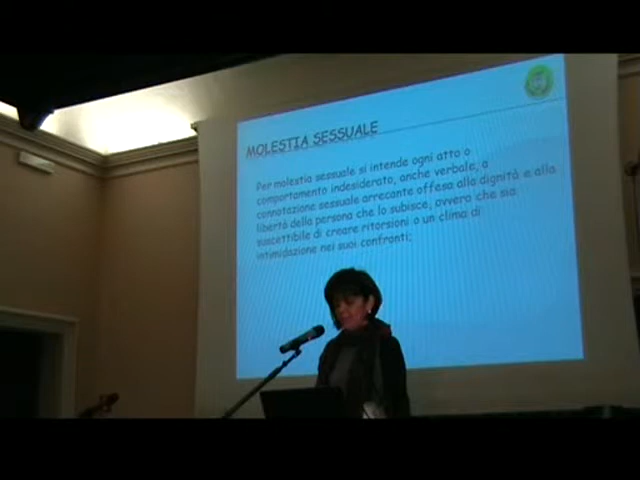 MOLESTIA SESSUALE
Per molestia sessuale si intende ogni atto o
comportamento indesiderato, anche verbale, a
connotazione sessuale arrecante offesa alla dignità e alla
libertà della persona che lo subisce, ovvero che sia
suscettibile di creare ritorsioni o un clima di
intimidazione nei suoi confronti;